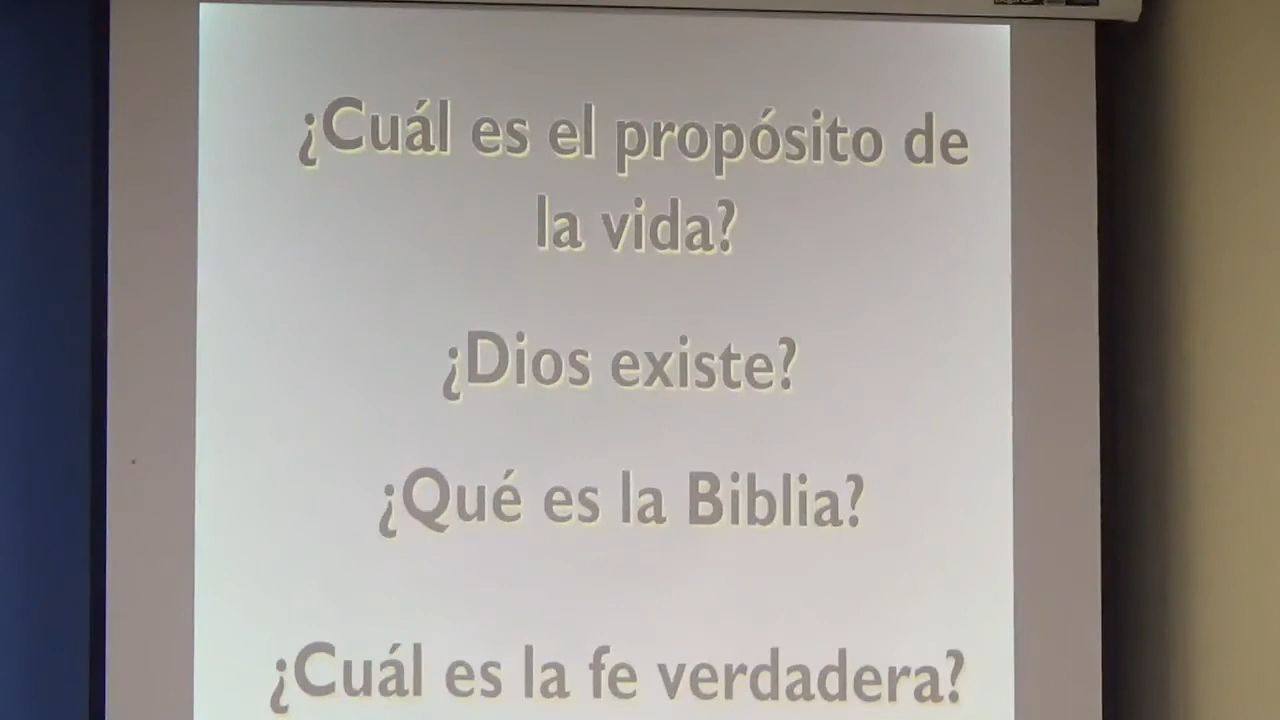 ¿Cuál es el propósito de
la vida?
¿Dios existe?
¿Qué es la Biblia?
¿Cuál es la fe verdadera?